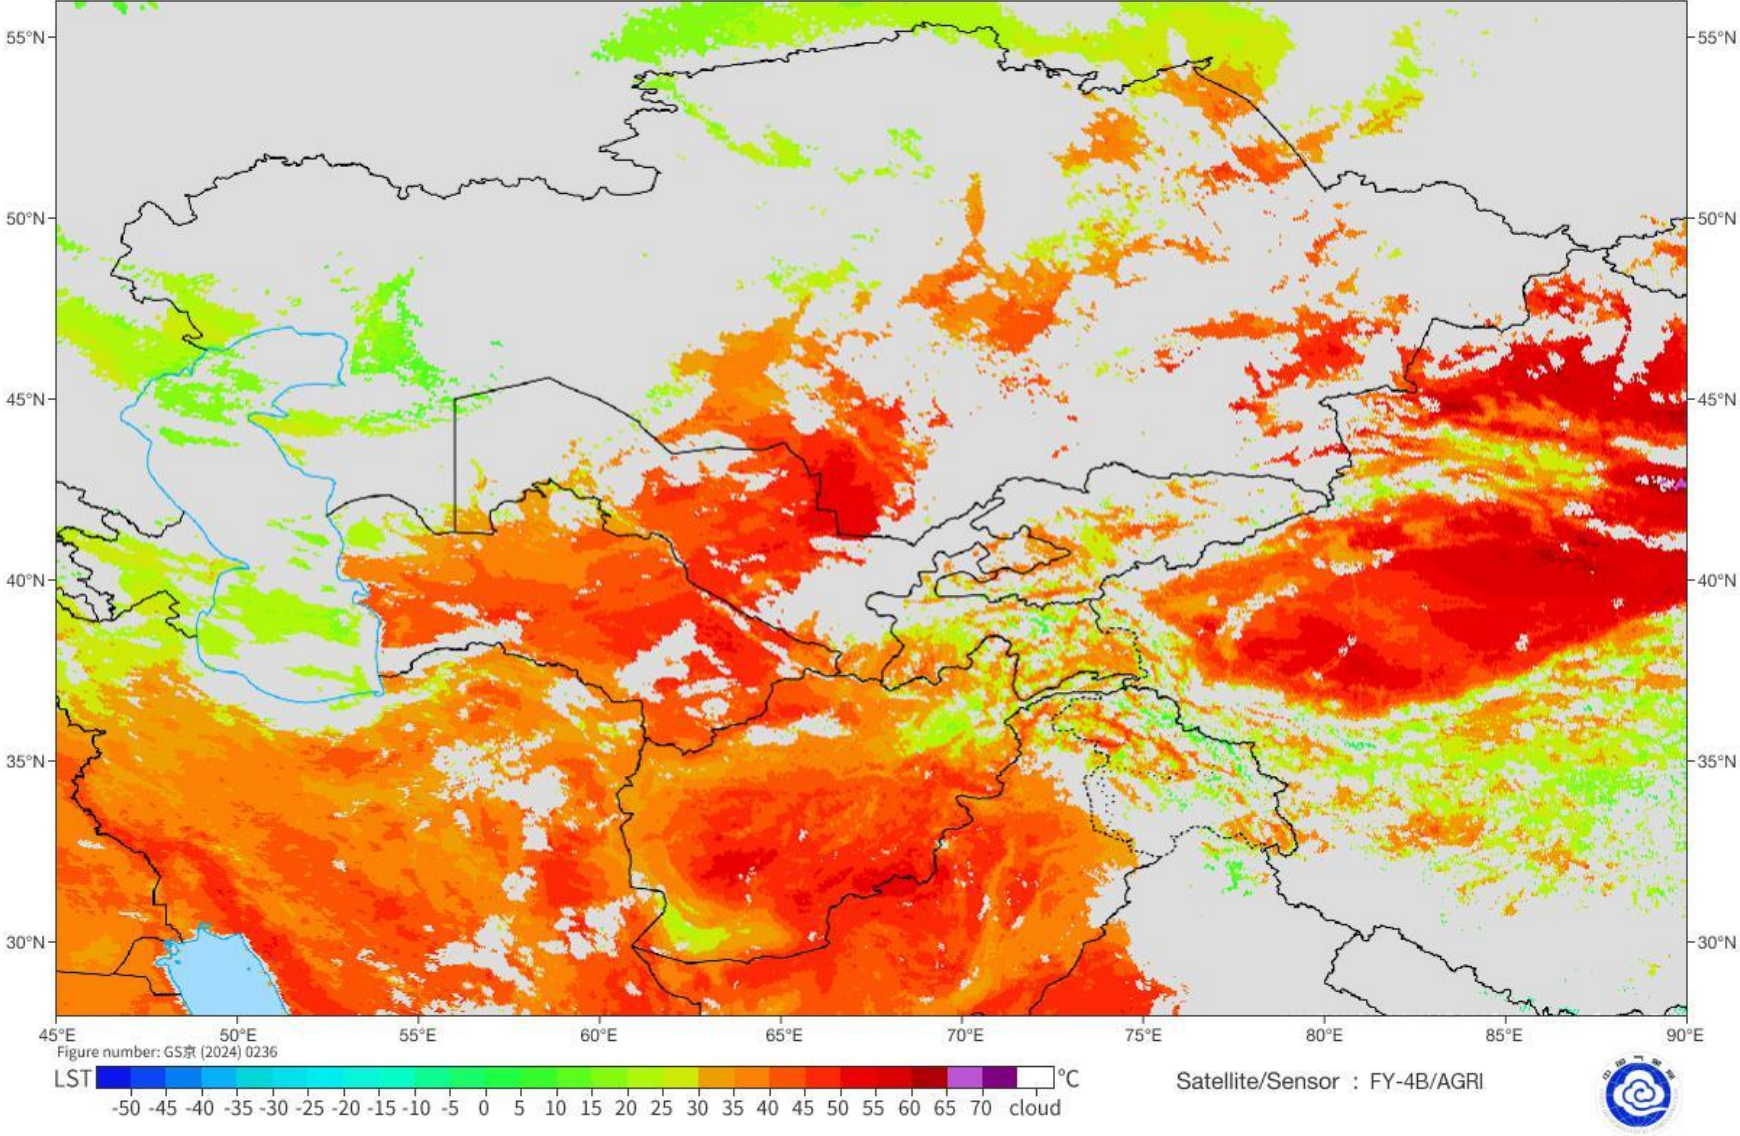 55°N 55°N
50°N 50°N
45°N 45°N
40°N 40°N
35°N 35°N
30°N 30°N
45°E 50°E 55°E 60°E 65°E 70°E 75°E 80°E 85°E 90°E
Figure number: GS京 (2024) 0236
LST ℃
Satellite/Sensor : FY-4B/AGRI
-50 -45 -40 -35 -30 -25 -20 -15 -10 -5 0 5 10 15 20 25 30 35 40 45 50 55 60 65 70 cloud